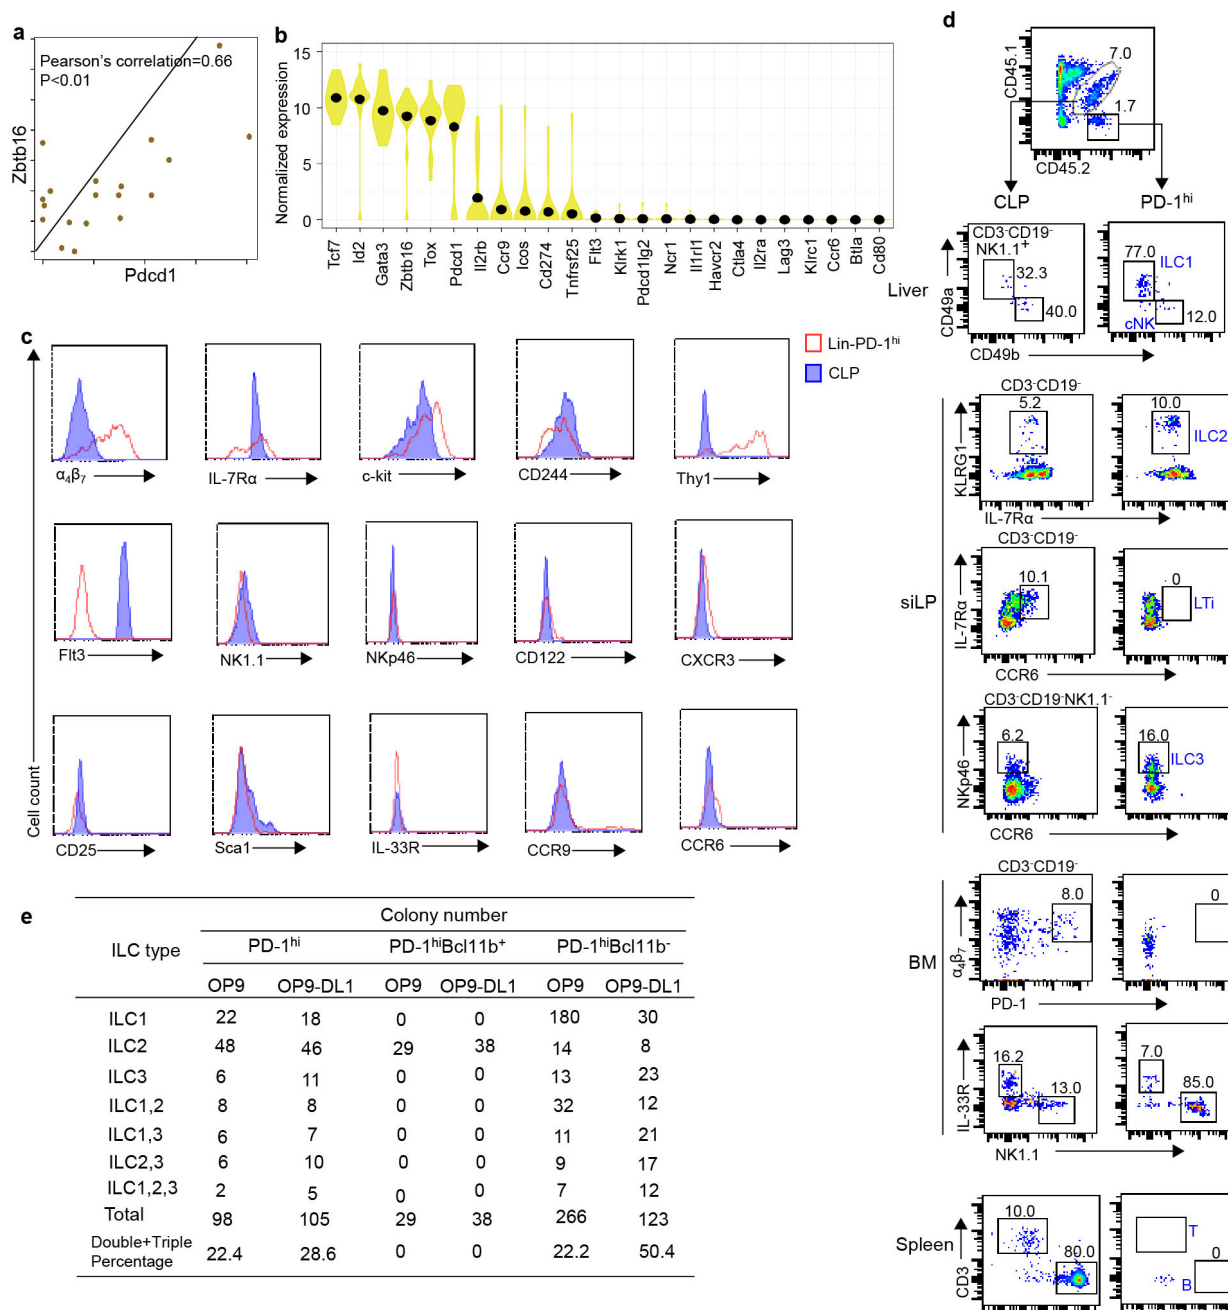 a
Pearson's correlation=0.66
P<0.01
Zbtb16
Pdcd1
b
Normalized expression
15
10
5
0
Tcf7
Id2
Gata3
Zbtb16
Tox
Pdcd1
Il2rb
Ccr9
Icos
Cd274
Tnfrsf25
Flt3
Klrk1
Pdcd1lg2
Ncr1
Il1rl1
Havcr2
Ctla4
Il2ra
Lag3
Klrc1
Ccr6
Btla
Cd80
c
Lin-PD-1hi
CLP
Cell count
α4β7
IL-7Rα
c-kit
CD244
Thy1
Flt3
NK1.1
NKp46
CD122
CXCR3
CD25
Sca1
IL-33R
CCR9
CCR6
d
CD45.1
7.0
1.7
CD45.2
CLP
PD-1hi
Liver
CD3-CD19-
NK1.1+
32.3
40.0
77.0
ILC1
cNK
12.0
CD49a
CD49b
siLP
CD3-CD19-
5.2
10.0
ILC2
KLRG1
IL-7Rα
CD3-CD19-
10.1
0
LTi
IL-7Rα
CCR6
CD3-CD19-NK1.1-
6.2
16.0
ILC3
NKp46
CCR6
BM
CD3-CD19-
8.0
0
α4β7
PD-1
16.2
13.0
7.0
85.0
IL-33R
NK1.1
Spleen
10.0
80.0
T
0
B
CD3
e
Colony number
ILC type PD-1hi PD-1hiBcl11b+ PD-1hiBcl11b-
OP9 OP9-DL1 OP9 OP9-DL1 OP9 OP9-DL1
ILC1 22 18 0 0 180 30
ILC2 48 46 29 38 14 8
ILC3 6 11 0 0 13 23
ILC1,2 8 8 0 0 32 12
ILC1,3 6 7 0 0 11 21
ILC2,3 6 10 0 0 9 17
ILC1,2,3 2 5 0 0 7 12
Total 98 105 29 38 266 123
Double+Triple
Percentage 22.4 28.6 0 0 22.2 50.4